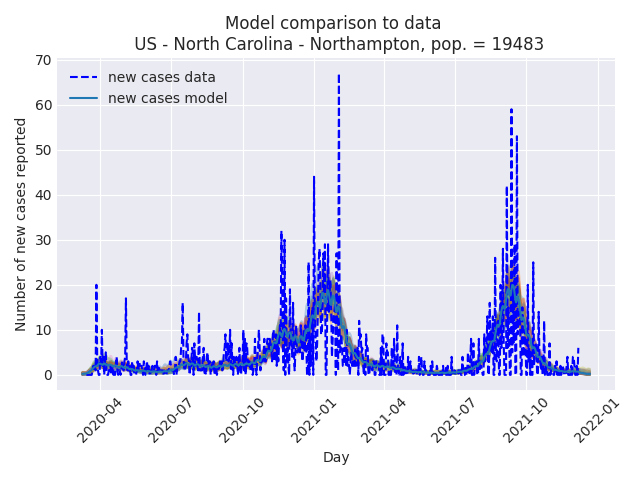 Model comparison to data
US - North Carolina - Northampton, pop. = 19483
new cases data
new cases model
Number of new cases reported
70
60
50
40
30
20
10
0
2020-04
2020-07
2020-10
2021-01
2021-04
2021-07
2021-10
2022-01
Day